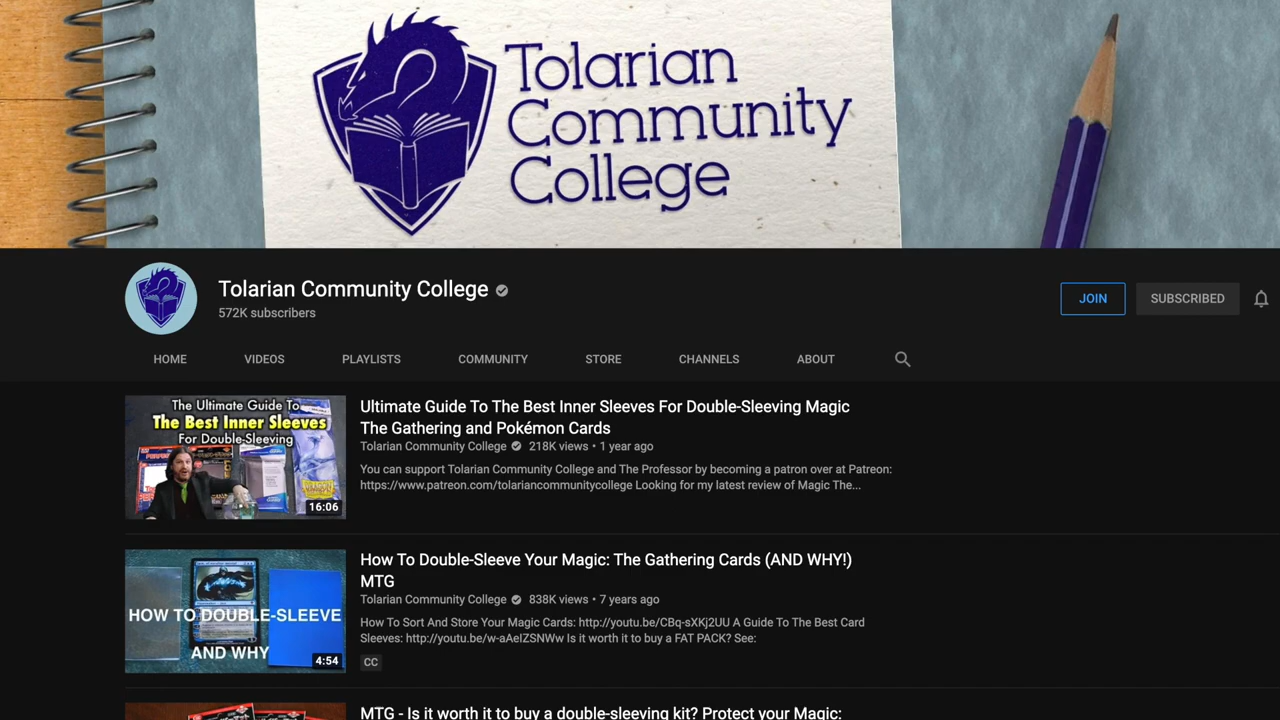 Tolarian
Community
College
Tolarian Community College
572K subscribers
JOIN
SUBSCRIBED
HOME
VIDEOS
PLAYLISTS
COMMUNITY
STORE
CHANNELS
ABOUT
The Ultimate Guide To
The Best Inner Sleeves
For Double-Sleeving
16:06
Ultimate Guide To The Best Inner Sleeves For Double-Sleeving Magic
The Gathering and Pokémon Cards
Tolarian Community College 218K views • 1 year ago
You can support Tolarian Community College and The Professor by becoming a patron over at Patreon:
https://www.patreon.com/tolariancommunitycollege Looking for my latest review of Magic The...
HOW TO DOUBLE-SLEEVE
AND WHY
4:54
How To Double-Sleeve Your Magic: The Gathering Cards (AND WHY!)
MTG
Tolarian Community College 838K views • 7 years ago
How To Sort And Store Your Magic Cards: http://youtu.be/CBq-sXKj2UU A Guide To The Best Card
Sleeves: http://youtu.be/w-aAeIZSNWw Is it worth it to buy a FAT PACK? See:
CC
MTG - Is it worth it to buy a double-sleeving kit? Protect your Magic: